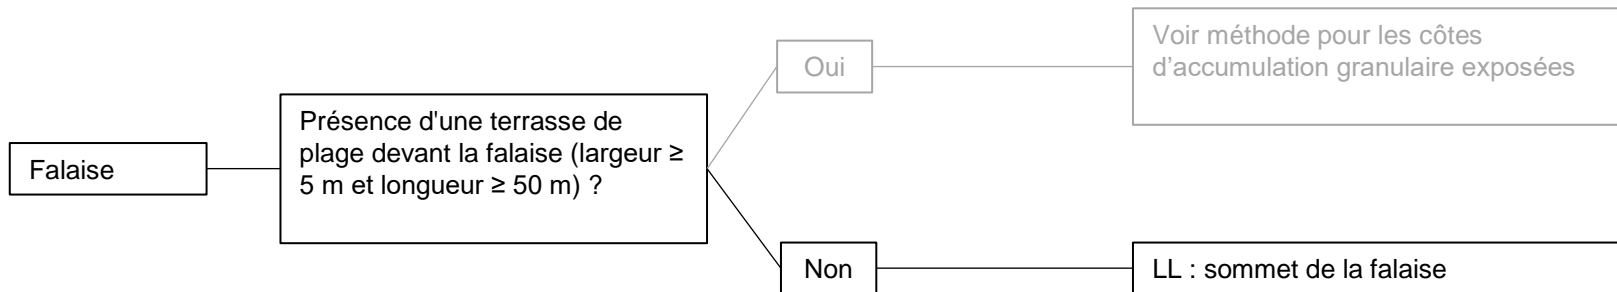 Falaise
Présence d'une terrasse de
plage devant la falaise (largeur ≥
5 m et longueur ≥ 50 m) ?
Oui
Voir méthode pour les côtes
d'accumulation granulaire exposées
Non
LL : sommet de la falaise